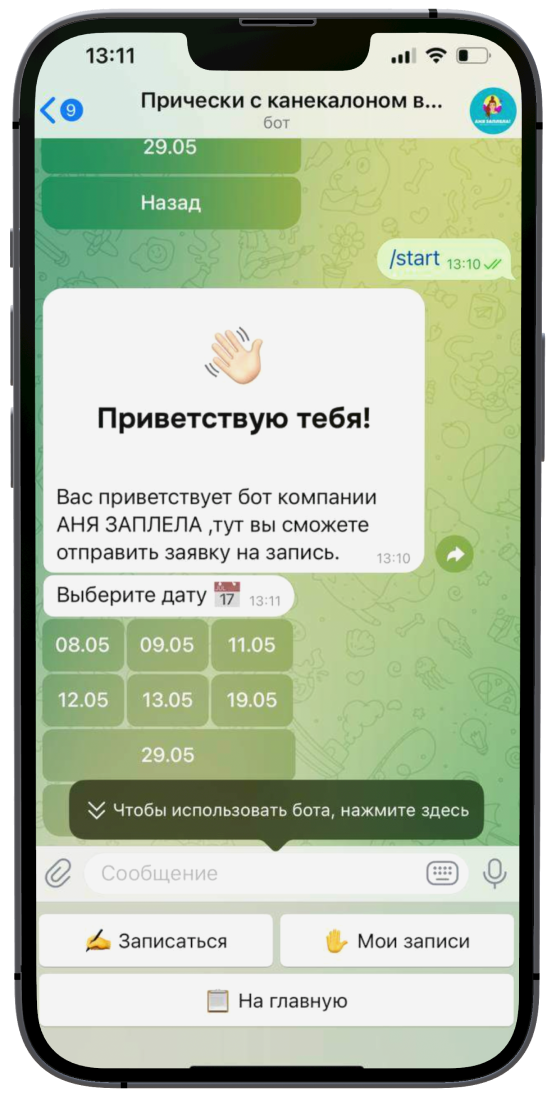 13:11
9
Прически с канекалоном в...
бот
АНЯ ЗАПЛЕЛА!
29.05
Назад
/start 13:10
Приветствую тебя!
Вас приветствует бот компании
АНЯ ЗАПЛЕЛА ,тут вы сможете
отправить заявку на запись. 13:10
Выберите дату 17 13:11
08.05 09.05 11.05
12.05 13.05 19.05
29.05
Чтобы использовать бота, нажмите здесь
Сообщение
Записаться Мои записи
На главную